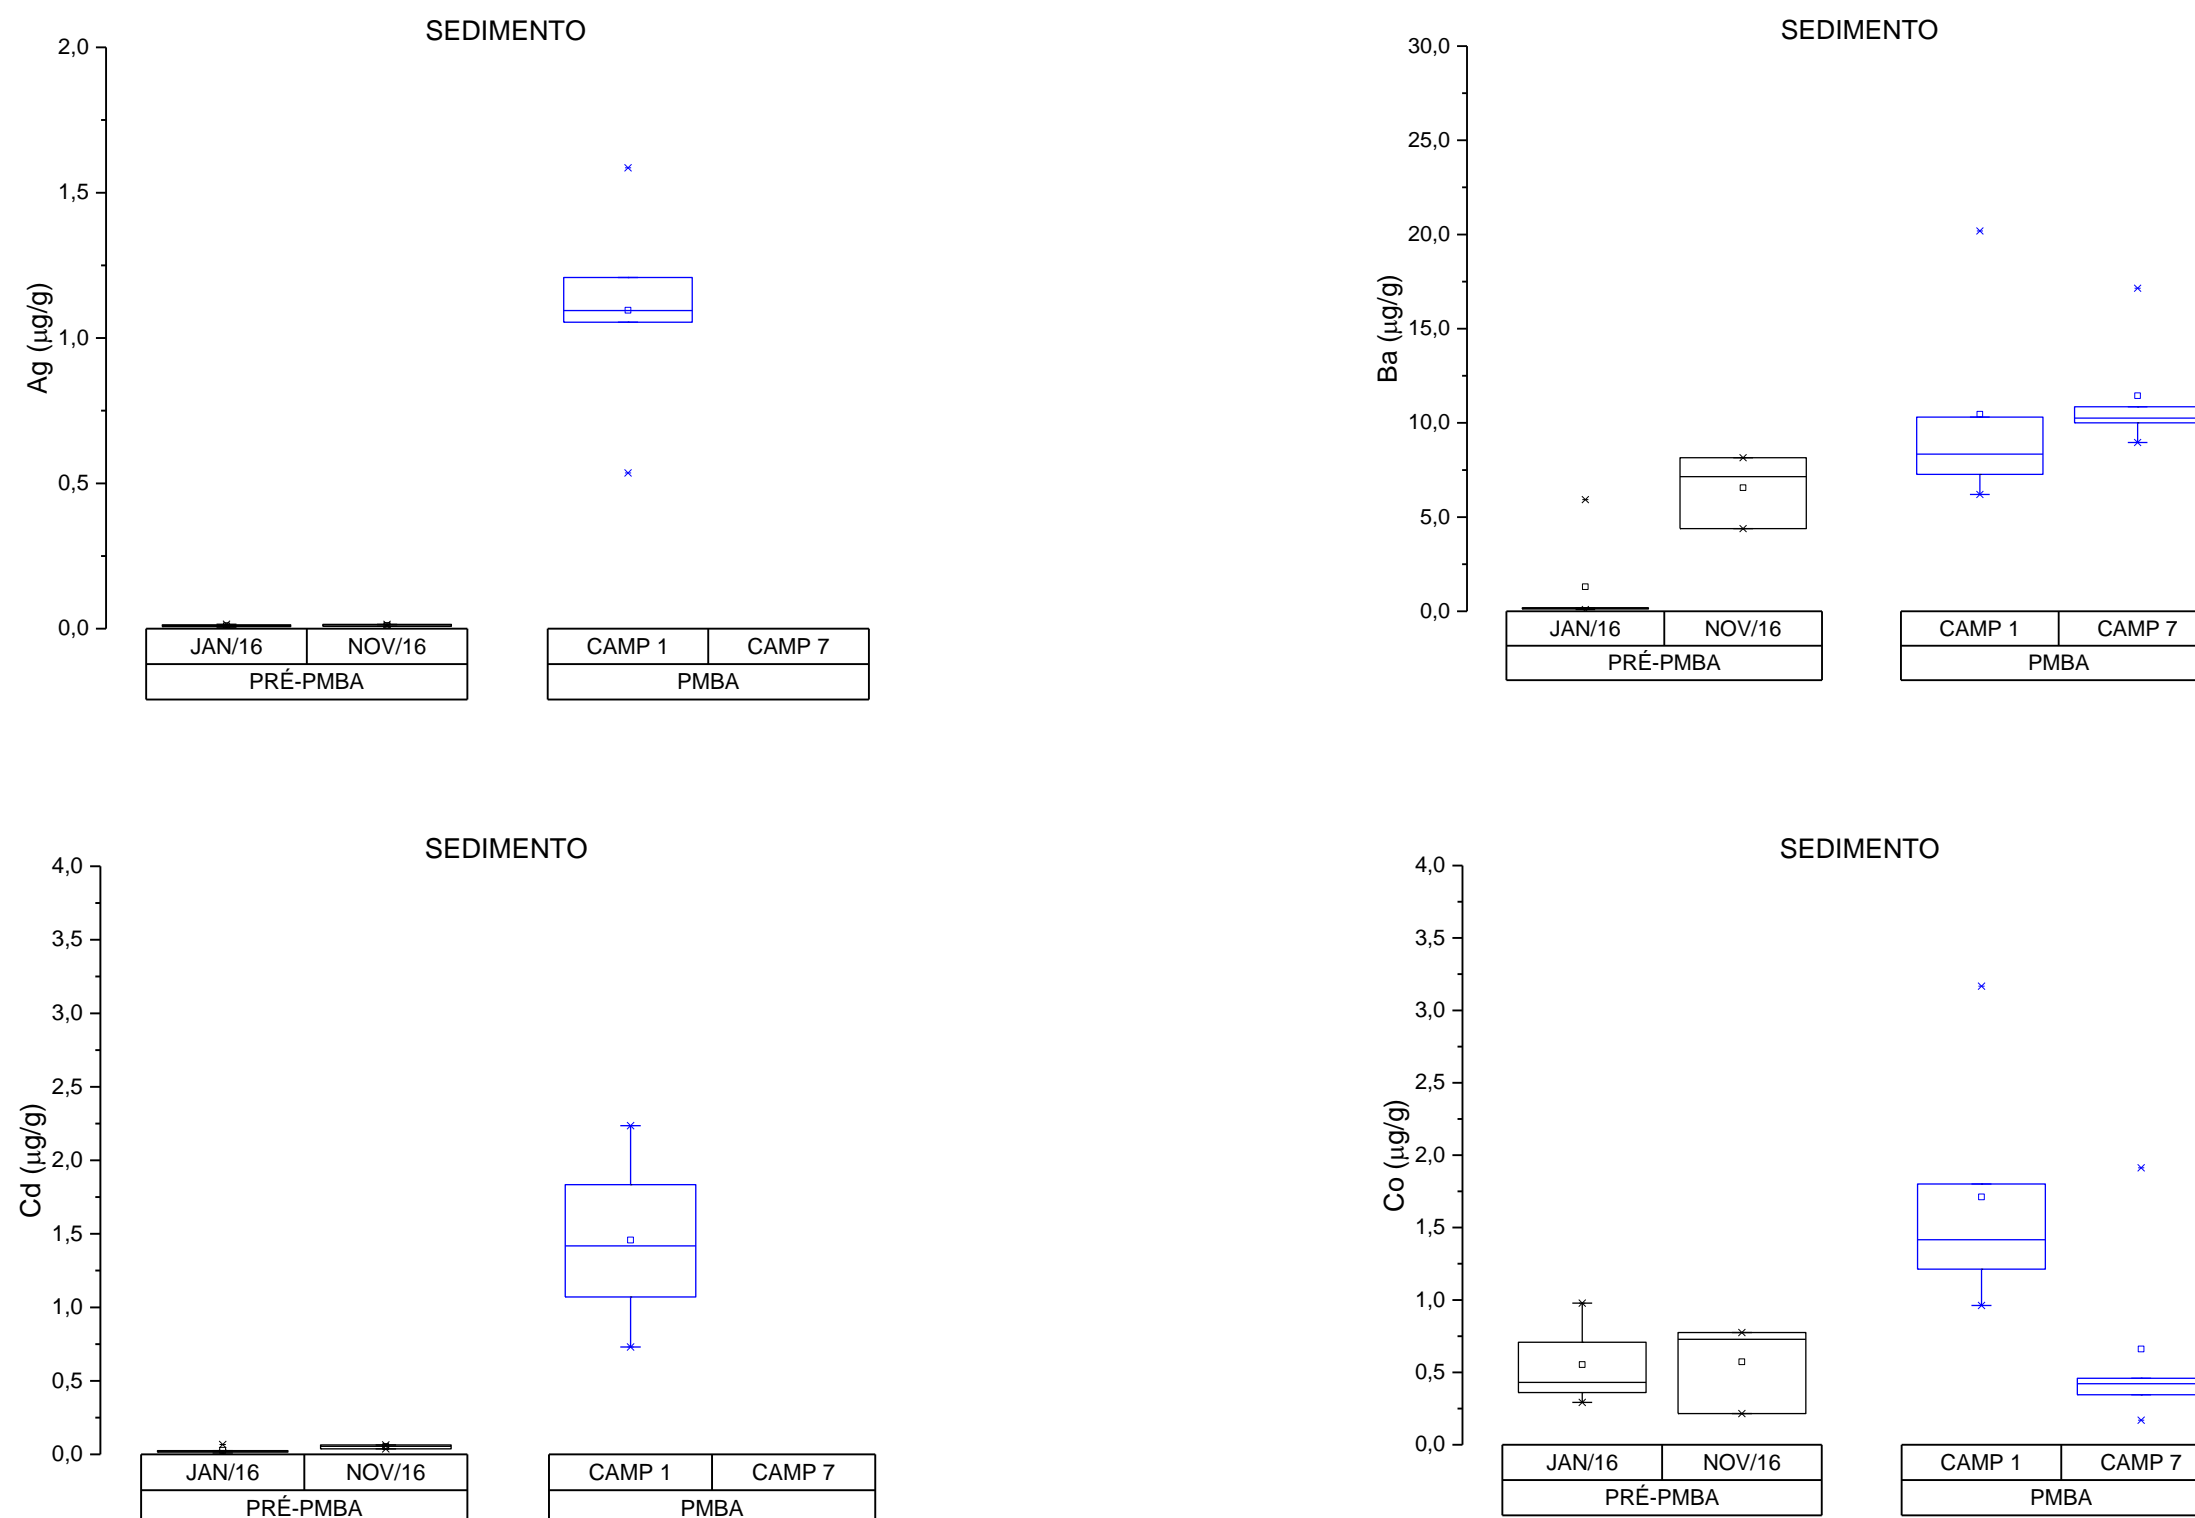 SEDIMENTO
2,0
1,5
1,0
0,5
0,0
Ag (µg/g)
JAN/16 NOV/16 CAMP 1 CAMP 7
PRÉ-PMBA PMBA
SEDIMENTO
30,0
25,0
20,0
15,0
10,0
5,0
0,0
Ba (µg/g)
JAN/16 NOV/16 CAMP 1 CAMP 7
PRÉ-PMBA PMBA
SEDIMENTO
4,0
3,5
3,0
2,5
2,0
1,5
1,0
0,5
0,0
Cd (µg/g)
JAN/16 NOV/16 CAMP 1 CAMP 7
PRÉ-PMBA PMBA
SEDIMENTO
4,0
3,5
3,0
2,5
2,0
1,5
1,0
0,5
0,0
Co (µg/g)
JAN/16 NOV/16 CAMP 1 CAMP 7
PRÉ-PMBA PMBA